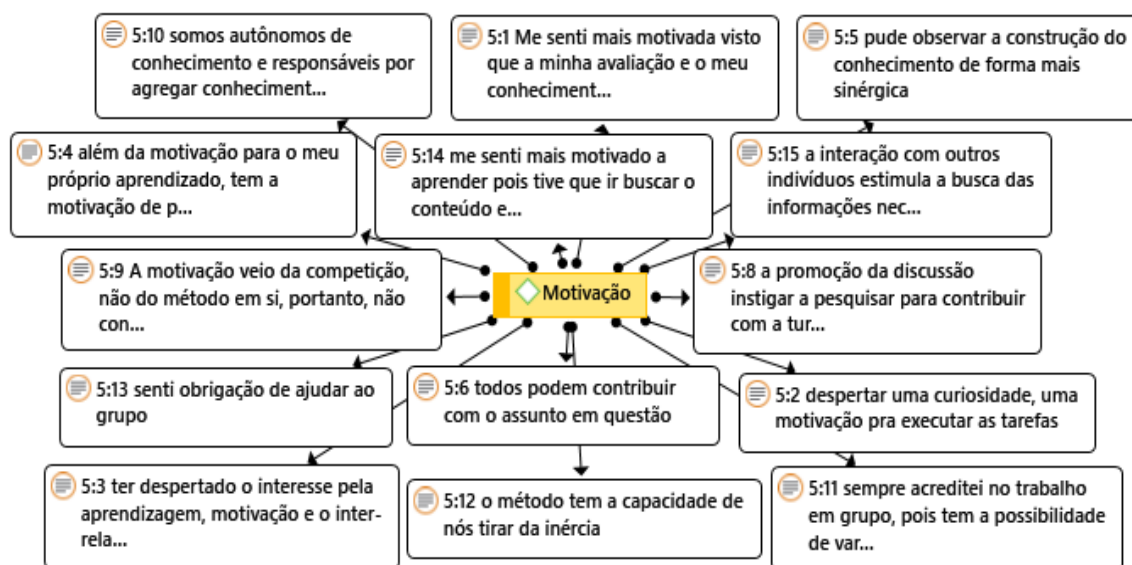 5:10 somos autônomos de
conhecimento e responsáveis por
agregar conheciment...
5:1 Me senti mais motivada visto
que a minha avaliação e o meu
conheciment...
5:5 pude observar a construção do
conhecimento de forma mais
sinérgica
5:4 além da motivação para o meu
próprio aprendizado, tem a
motivação de p...
5:14 me senti mais motivado a
aprender pois tive que ir buscar o
conteúdo e...
5:15 a interação com outros
indivíduos estimula a busca das
informações nec...
5:9 A motivação veio da competição,
não do método em si, portanto, não
con...
Motivação
5:8 a promoção da discussão
instigar a pesquisar para contribuir
com a tur...
5:13 senti obrigação de ajudar ao
grupo
5:6 todos podem contribuir
com o assunto em questão
5:2 despertar uma curiosidade, uma
motivação pra executar as tarefas
5:3 ter despertado o interesse pela
aprendizagem, motivação e o inter-
rela...
5:12 o método tem a capacidade de
nós tirar da inércia
5:11 sempre acreditei no trabalho
em grupo, pois tem a possibilidade
de var...